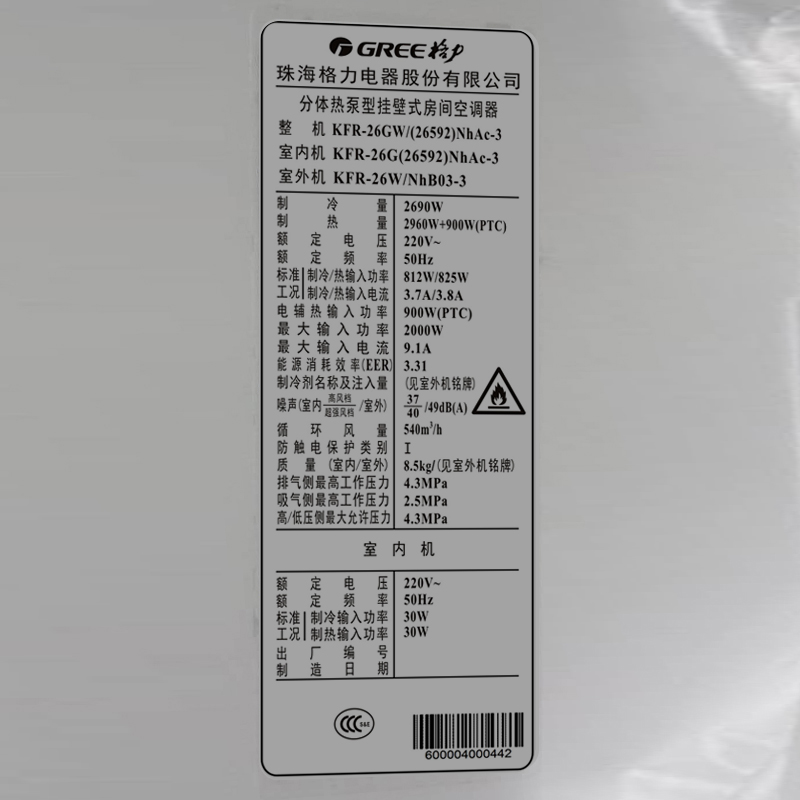 GREE 格力
珠海格力电器股份有限公司
分体热泵型挂壁式房间空调器
整 机 KFR-26GW/(26592)NhAc-3
室内机 KFR-26G(26592)NhAc-3
室外机 KFR-26W/NhB03-3
制 冷 量 2690W
制 热 量 2960W+900W(PTC)
额 定 电 压 220V~
额 定 频 率 50Hz
标准 制冷/热输入功率 812W/825W
工况 制冷/热输入电流 3.7A/3.8A
电辅热输入功率 900W(PTC)
最大输入功率 2000W
最大输入电流 9.1A
能源消耗效率(EER) 3.31
制冷剂名称及注入量 (见室外机铭牌)
噪声(室内 高风档/超强风档 /室外) 37/40 /49dB(A)
循 环 风 量 540m³/h
防触电保护类别 I
质 量 (室内/室外) 8.5kg/(见室外机铭牌)
排气侧最高工作压力 4.3MPa
吸气侧最高工作压力 2.5MPa
高/低压侧最大允许压力 4.3MPa
室 内 机
额 定 电 压 220V~
额 定 频 率 50Hz
标准 制冷输入功率 30W
工况 制热输入功率 30W
出 厂 编 号
制 造 日 期
CCC S&E
600004000442